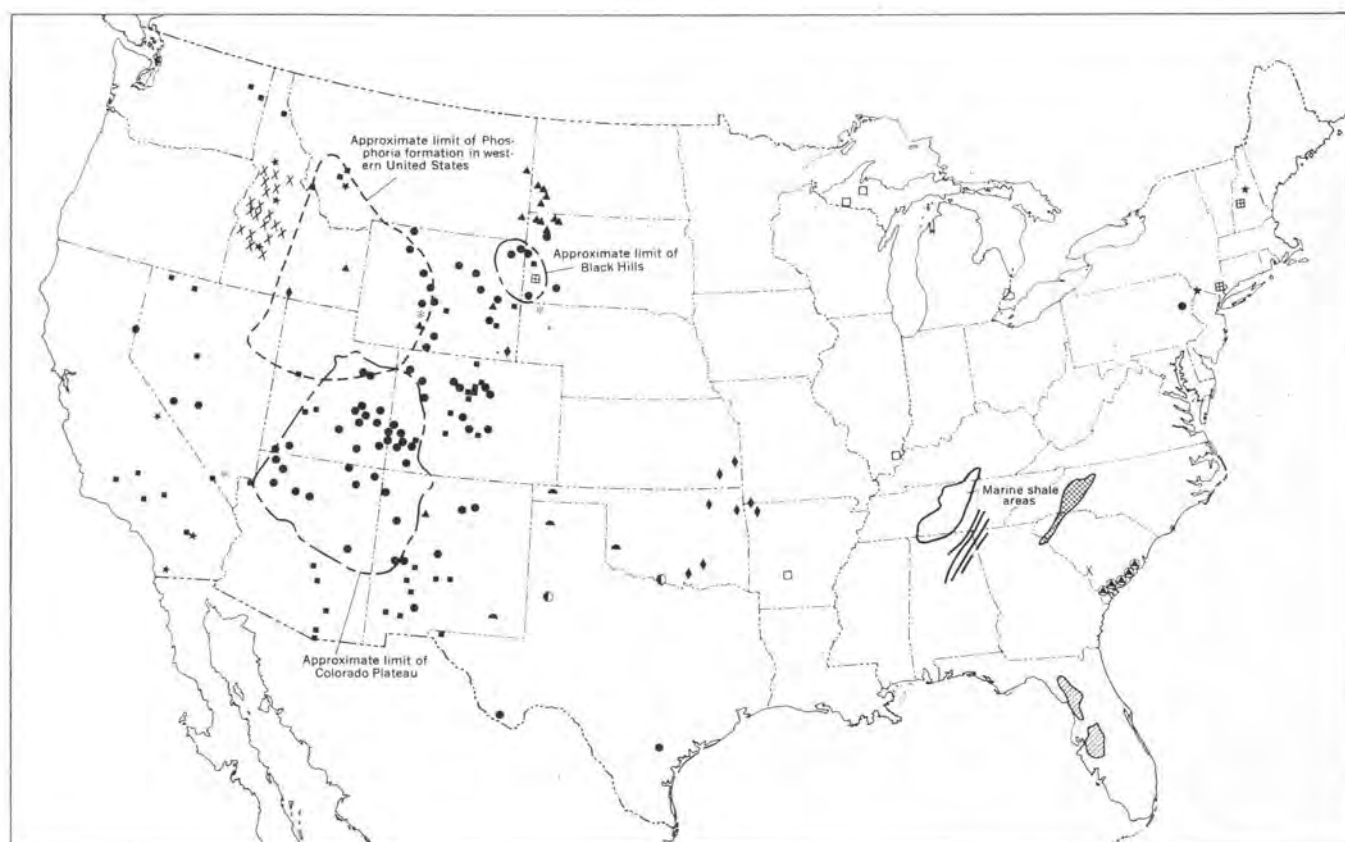 Approximate limit of Phos-
phoria formation in west-
ern United States
Approximate limit of
Black Hills
Marine shale
areas
Approximate limit of
Colorado Plateau